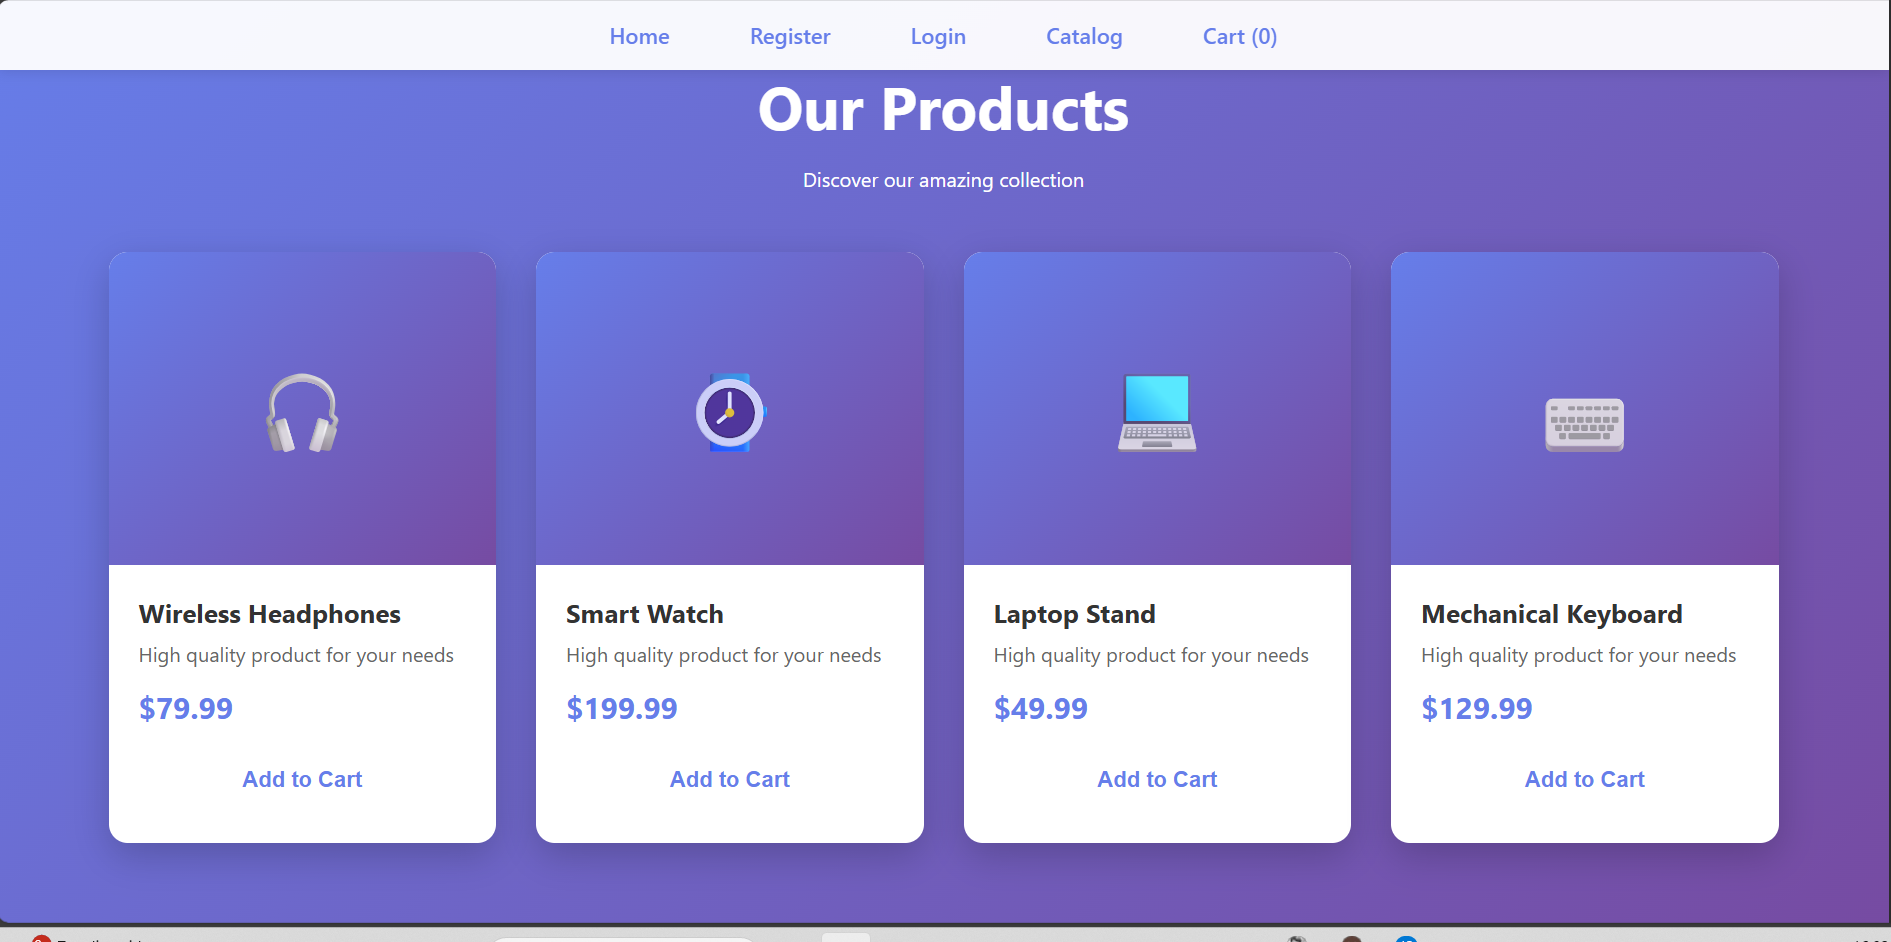 Home Register Login Catalog Cart (0)
Our Products
Discover our amazing collection
Wireless Headphones
High quality product for your needs
$79.99
Add to Cart
Smart Watch
High quality product for your needs
$199.99
Add to Cart
Laptop Stand
High quality product for your needs
$49.99
Add to Cart
Mechanical Keyboard
High quality product for your needs
$129.99
Add to Cart